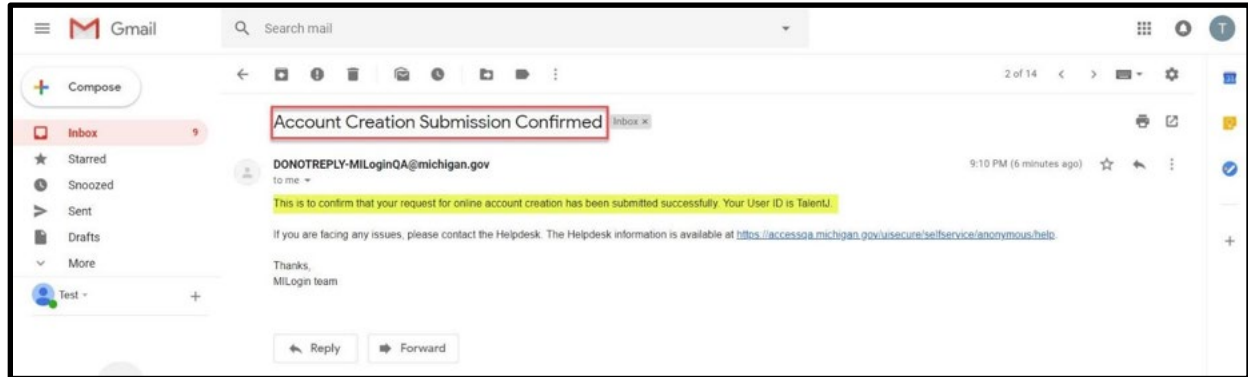 Gmail
Search mail
T
Compose
2 of 14
Inbox 9
Starred
Snoozed
Sent
Drafts
More
Test
Account Creation Submission Confirmed Inbox x
DONOTREPLY-MILoginQA@michigan.gov
9:10 PM (6 minutes ago)
to me
This is to confirm that your request for online account creation has been submitted successfully. Your User ID is TalentJ.
If you are facing any issues, please contact the Helpdesk. The Helpdesk information is available at https://accessqa.michigan.gov/uisecure/selfservice/anonymous/help.
Thanks,
MILogin team
Reply
Forward
31